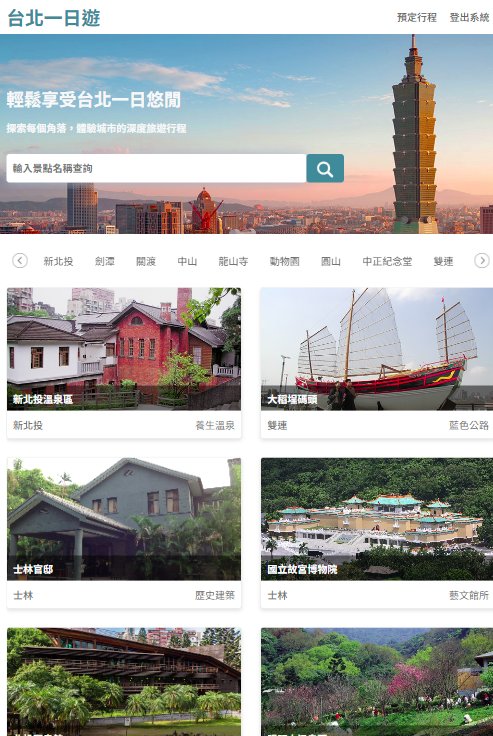 台北一日遊
預定行程 登出系統
輕鬆享受台北一日悠閒
探索每個角落，體驗城市的深度旅遊行程
輸入景點名稱查詢
新北投 劍潭 關渡 中山 龍山寺 動物園 圓山 中正紀念堂 雙連
新北投溫泉區
新北投 養生溫泉
大稻埕碼頭
雙連 藍色公路
士林官邸
士林 歷史建築
國立故宮博物院
士林 藝文館所